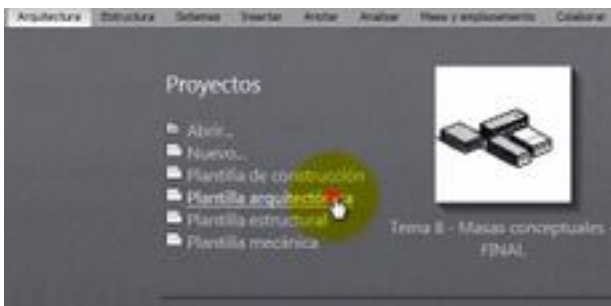 Arquitectura Estructura Sistemas Insertar Anotar Analizar Masa y emplazamiento Colaborar
Proyectos
Abrir...
Nuevo...
Plantilla de construcción
Plantilla arquitectónica
Plantilla estructural
Plantilla mecánica
Tema 8 - Masas conceptuales -
FINAL